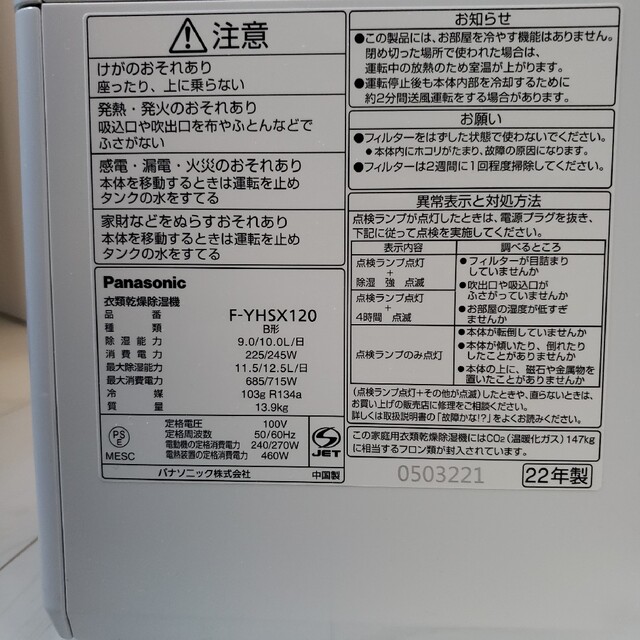 ⚠注意
けがのおそれあり
座ったり、上に乗らない
発熱・発火のおそれあり
吸込口や吹出口を布やふとんなどで
ふさがない
感電・漏電・火災のおそれあり
本体を移動するときは運転を止め
タンクの水をすてる
家財などをぬらすおそれあり
本体を移動するときは運転を止め
タンクの水をすてる
Panasonic
衣類乾燥除湿機
品番 F-YHSX120
種類 B形
除湿能力 9.0/10.0L/日
消費電力 225/245W
最大除湿能力 11.5/12.5L/日
最大消費電力 685/715W
冷媒 103g R134a
質量 13.9kg
PSE
MESC
定格電圧 100V
定格周波数 50/60Hz
電動機の定格消費電力 240/270W
電熱装置の定格消費電力 460W
JET
パナソニック株式会社 中国製
お知らせ
●この製品には、お部屋を冷やす機能はありません。
閉め切った場所で使われた場合は、
運転中の放熱のため室温が上がります。
●運転停止後も本体内部を冷却するために
約2分間送風運転をする場合があります。
お願い
●フィルターをはずした状態で使わないでください。
●本体内にホコリがたまり、故障の原因になります。
●フィルターは2週間に1回程度掃除してください。
異常表示と対処方法
点検ランプが点灯したときは、電源プラグを抜き、
下記に従って点検を実施してください。
表示内容 調べるところ
点検ランプ点灯
+
除湿 強 点滅
点検ランプ点灯
+
4時間 点滅
●フィルターが目詰まり
していませんか
●吹出口や吸込口が
ふさがっていませんか
●お部屋の湿度が低すぎ
ませんか
点検ランプのみ点灯
●本体が転倒していませんか
●本体が傾いたり、倒れたり
したことがありませんか
●本体の上に、磁石や金属物を
置いたことがありませんか
(点検ランプ点灯+その他が点滅)したときや、直らないときは、
お買い上げの販売店に修理をご相談ください。
詳しくは取扱説明書の「故障かな!?」をよくお読みください。
この家庭用衣類乾燥除湿機にはCO2(温暖化ガス)147kg
に相当するフロン類が封入されています。
0503221 22年製